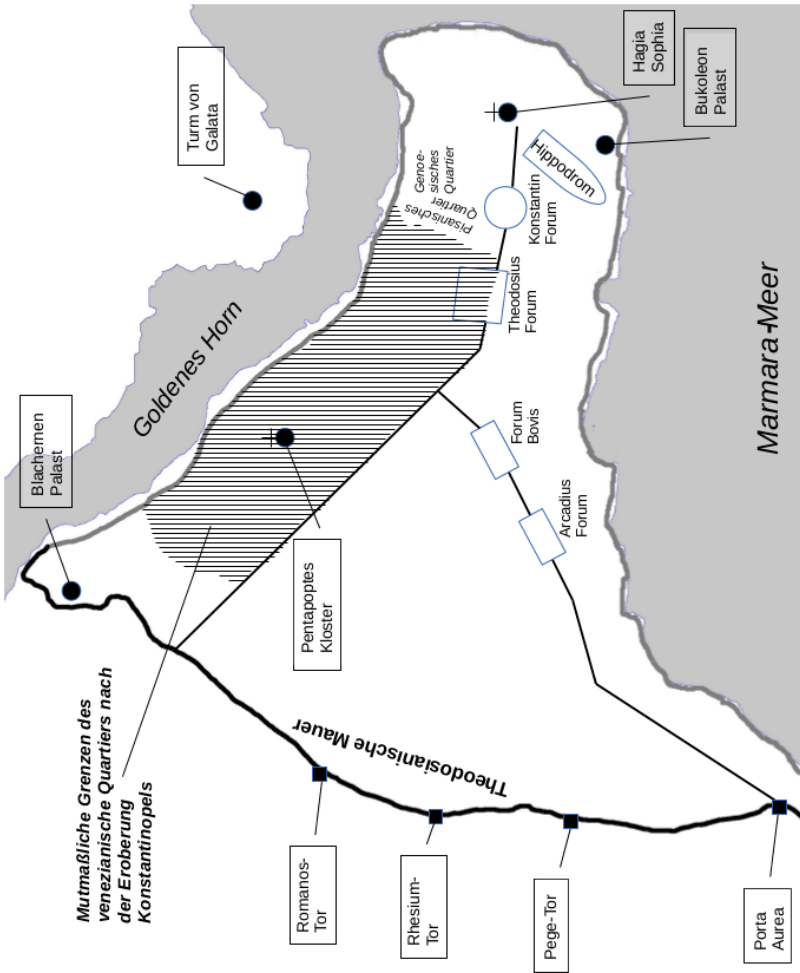 Mutmaßliche Grenzen des
venezianische Quartiers nach
der Eroberung
Konstantinopels
Blachernen
Palast
Turm von
Galata
Goldenes Horn
Pentapoptes
Kloster
Genoe-
sisches
Quartier
Pisanisches
Quartier
Hagia
Sophia
Bukoleon
Palast
Hippodrom
Konstantin
Forum
Theodosius
Forum
Forum
Bovis
Arcadius
Forum
Marmara-Meer
Theodosianische Mauer
Romanos-
Tor
Rhesium-
Tor
Pege-Tor
Porta
Aurea